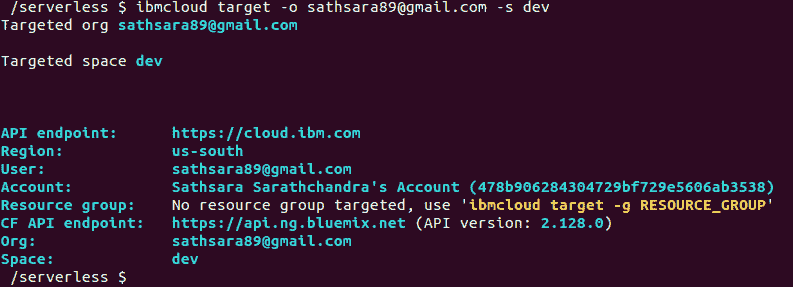 /serverless $ ibmcloud target -o sathsara89@gmail.com -s dev
Targeted org sathsara89@gmail.com
Targeted space dev
API endpoint: https://cloud.ibm.com
Region: us-south
User: sathsara89@gmail.com
Account: Sathsara Sarathchandra's Account (478b906284304729bf729e5606ab3538)
Resource group: No resource group targeted, use 'ibmcloud target -g RESOURCE_GROUP'
CF API endpoint: https://api.ng.bluemix.net (API version: 2.128.0)
Org: sathsara89@gmail.com
Space: dev
/serverless $